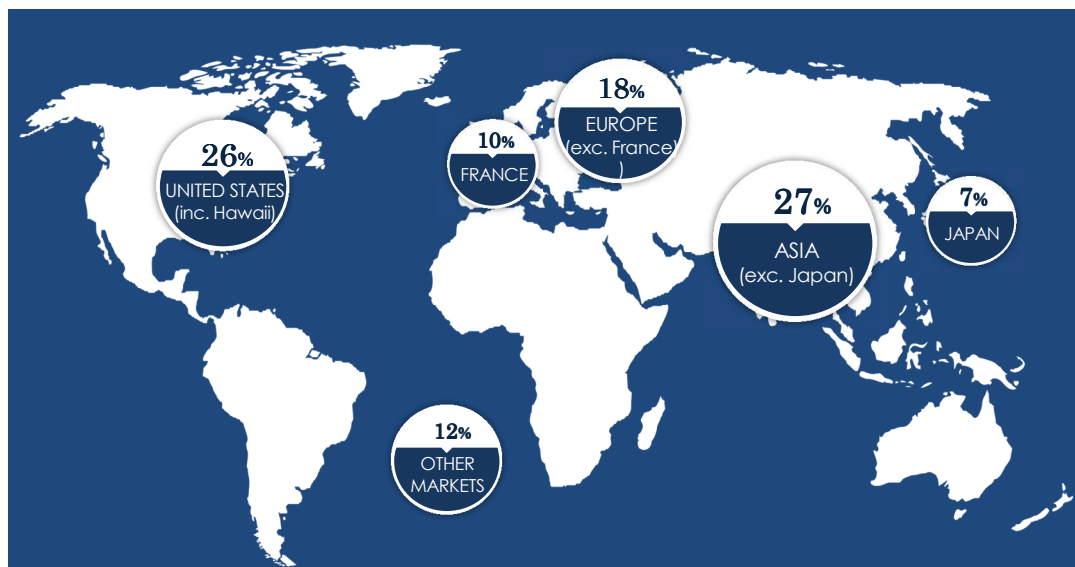 18%
EUROPE
(exc. France)
)
10%
FRANCE
26%
UNITED STATES
(inc. Hawaii)
27%
ASIA
(exc. Japan)
7%
JAPAN
12%
OTHER
MARKETS